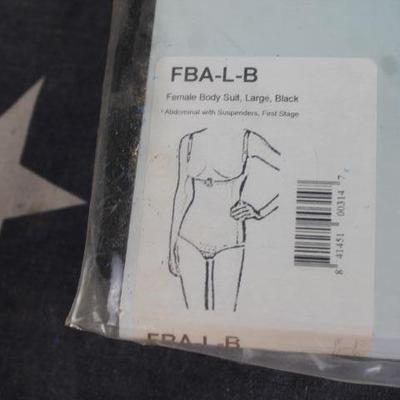 FBA-L-B
Female Body Suit, Large, Black
* Abdominal with Suspenders, First Stage
8 41451 00314 7
FBA-L-B